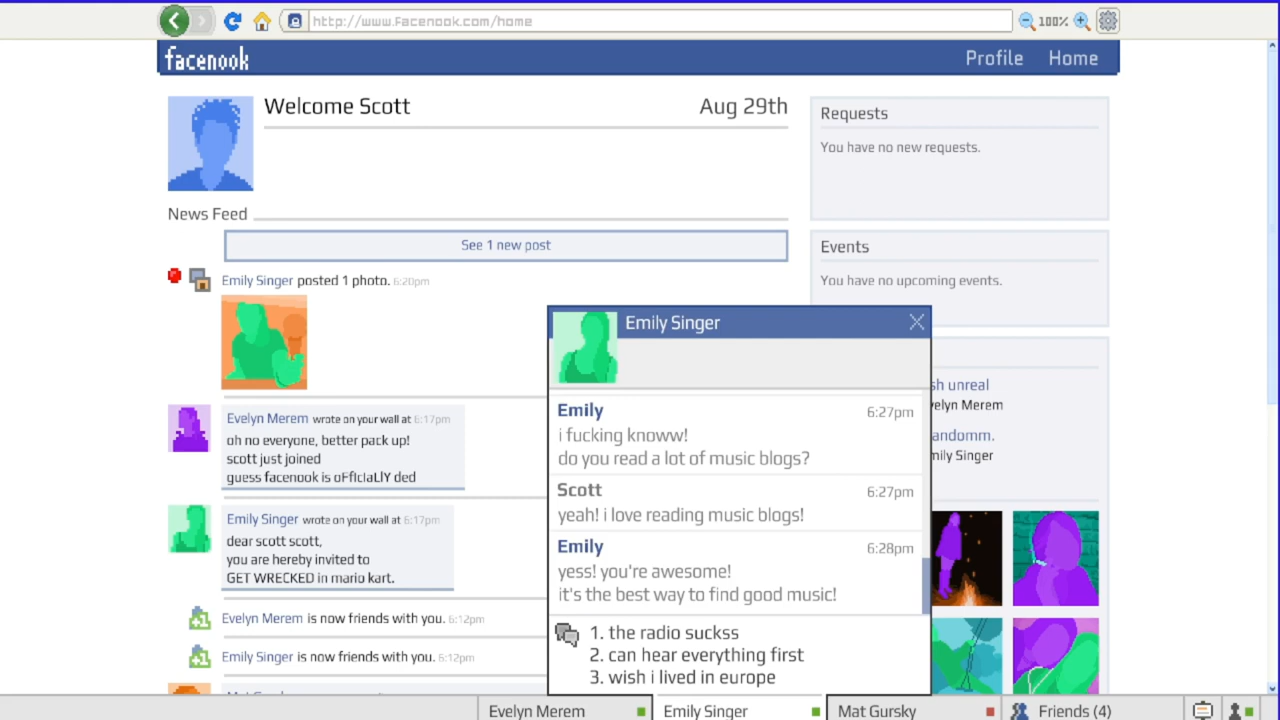 http://www.Facenook.com/home
100%
facenook
Profile
Home
Welcome Scott
Aug 29th
Requests
You have no new requests.
News Feed
See 1 new post
Events
You have no upcoming events.
Emily Singer posted 1 photo. 6:20pm
Evelyn Merem wrote on your wall at 6:17pm
oh no everyone, better pack up!
scott just joined
guess facenook is oFfIcIaLlY ded
Emily Singer wrote on your wall at 6:17pm
dear scott scott,
you are hereby invited to
GET WRECKED in mario kart.
+1
Evelyn Merem is now friends with you. 6:12pm
+1
Emily Singer is now friends with you. 6:12pm
Emily Singer
Emily 6:27pm
i fucking knoww!
do you read a lot of music blogs?
Scott 6:27pm
yeah! i love reading music blogs!
Emily 6:28pm
yess! you're awesome!
it's the best way to find good music!
1. the radio suckss
2. can hear everything first
3. wish i lived in europe
sh unreal
velyn Merem
andomm.
mily Singer
Evelyn Merem
Emily Singer
Mat Gursky
Friends (4)